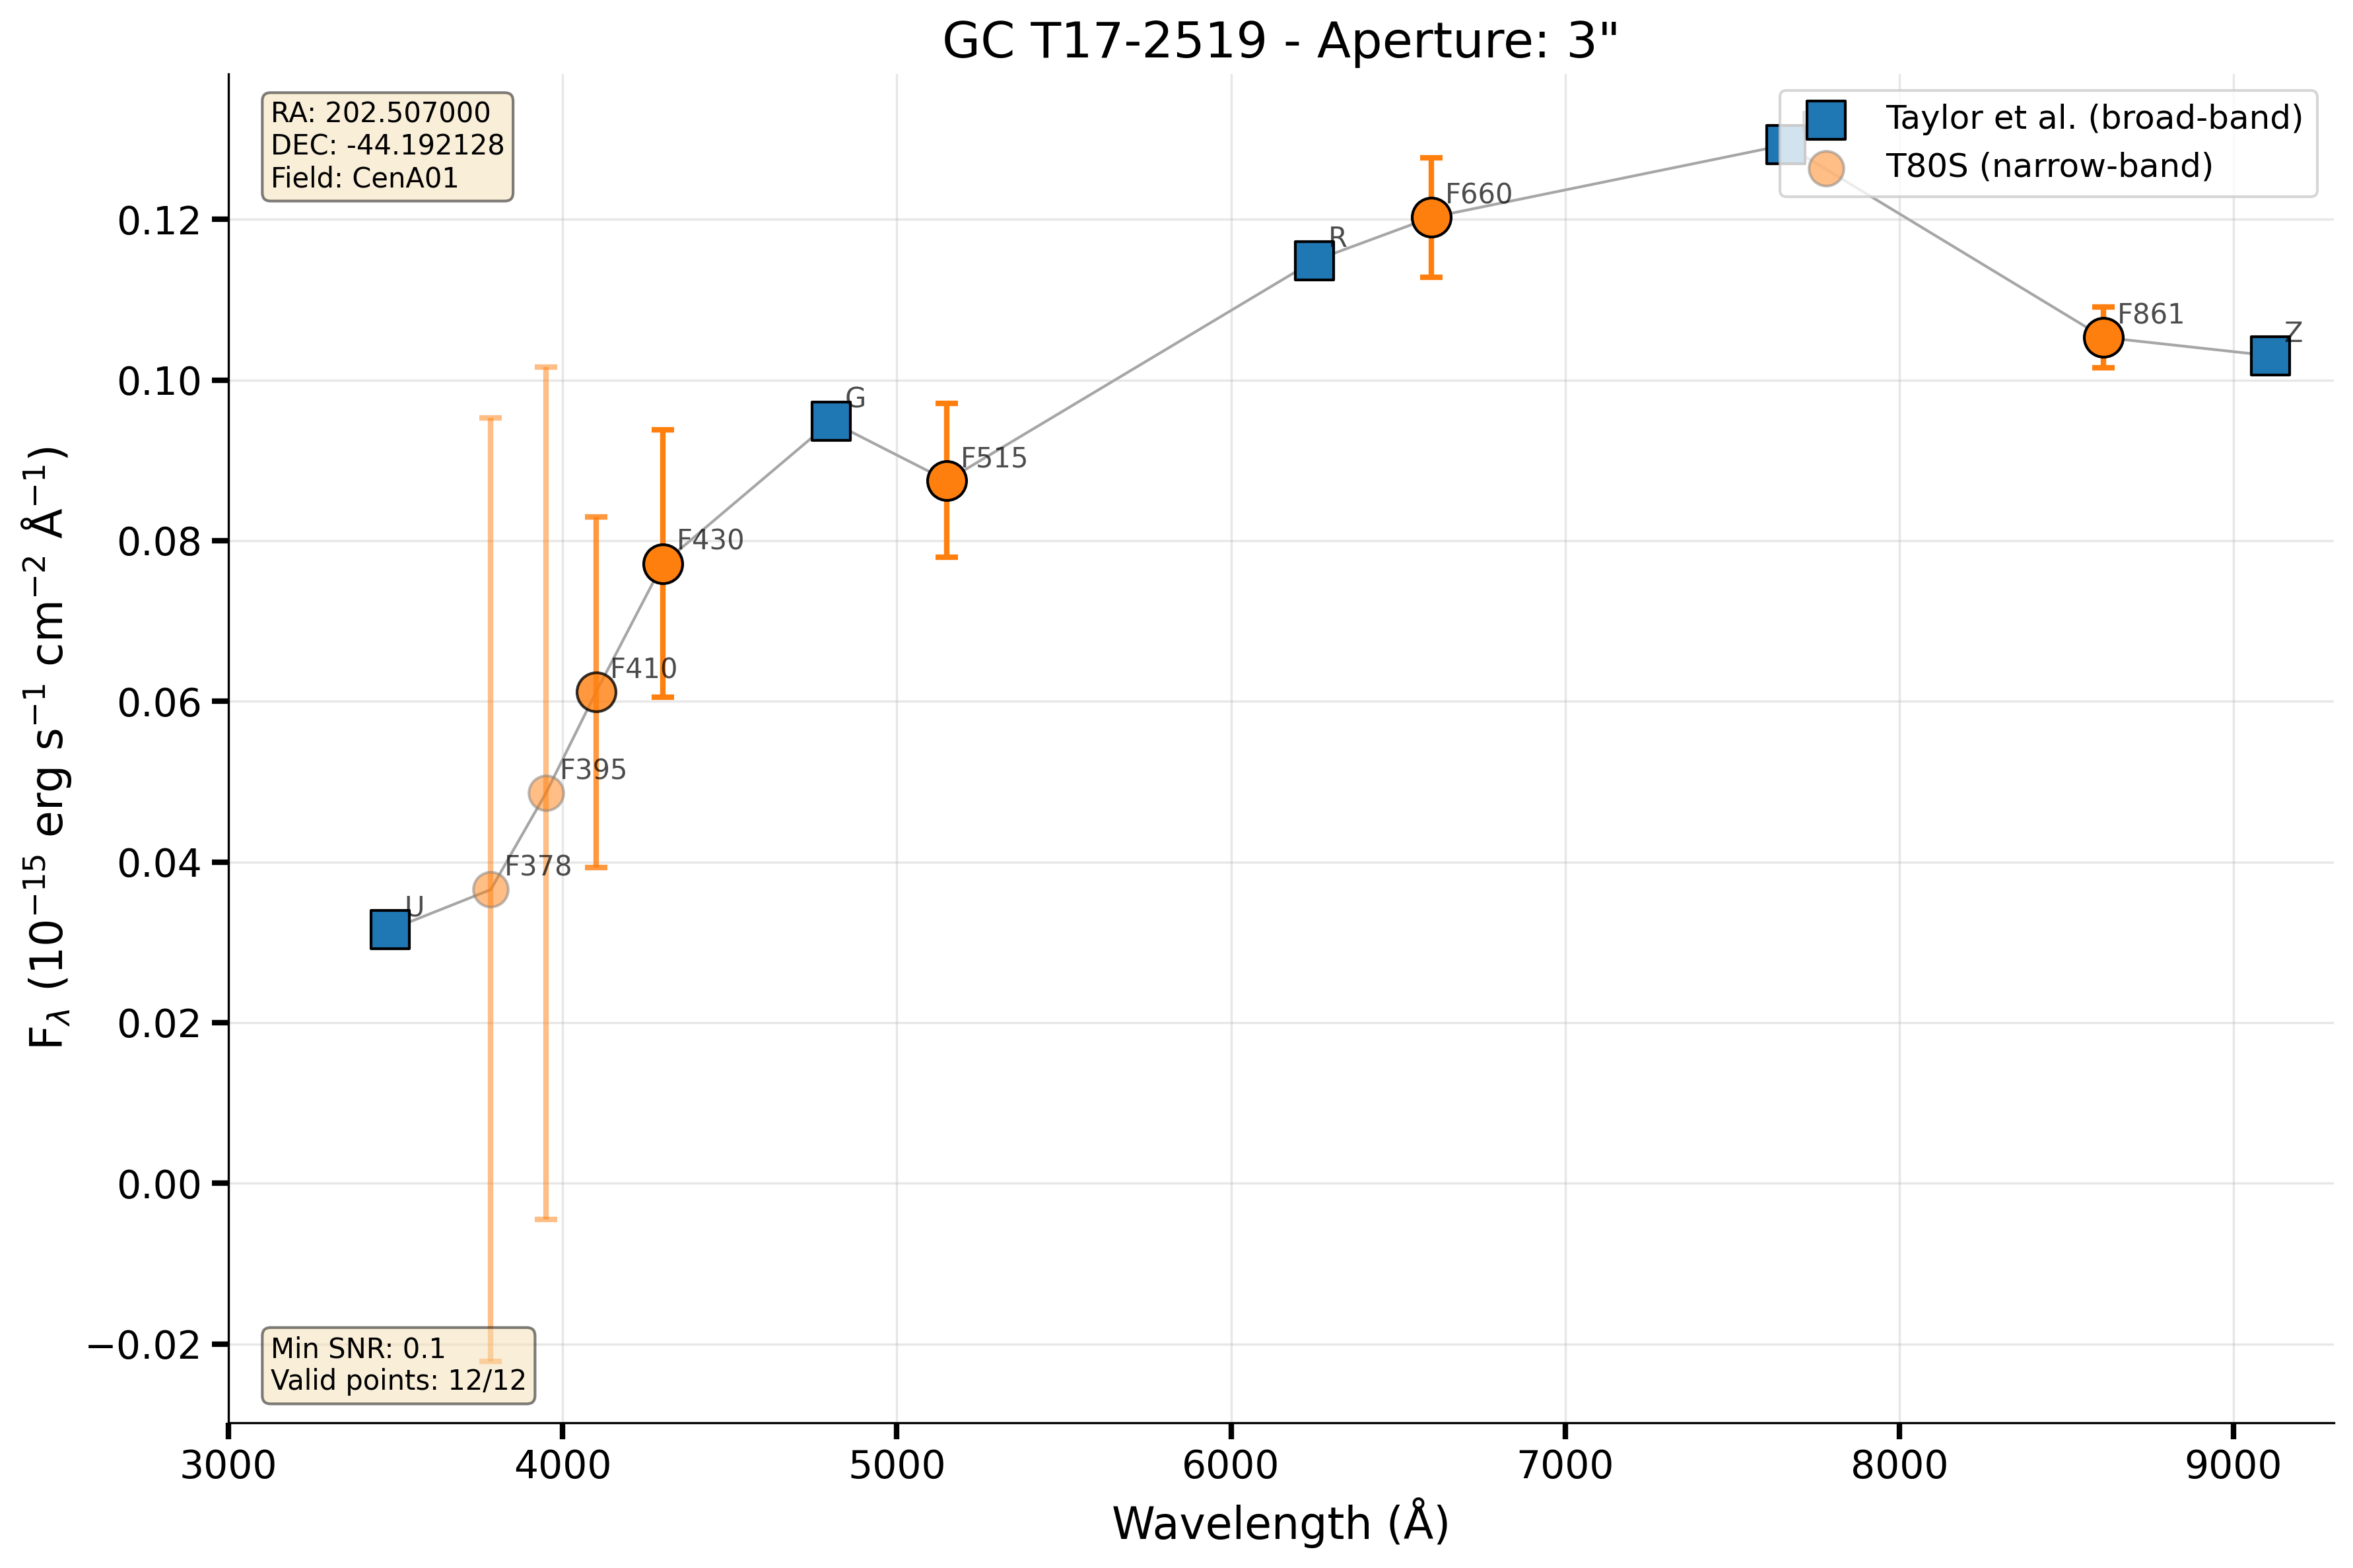 GC T17-2519 - Aperture: 3"
RA: 202.507000
DEC: -44.192128
Field: CenA01
Taylor et al. (broad-band)
T80S (narrow-band)
F660
R
F861
Z
G
F515
F430
F410
F395
F378
U
Min SNR: 0.1
Valid points: 12/12
0.12
0.10
0.08
0.06
0.04
0.02
0.00
−0.02
F_λ (10⁻¹⁵ erg s⁻¹ cm⁻² Å⁻¹)
3000 4000 5000 6000 7000 8000 9000
Wavelength (Å)